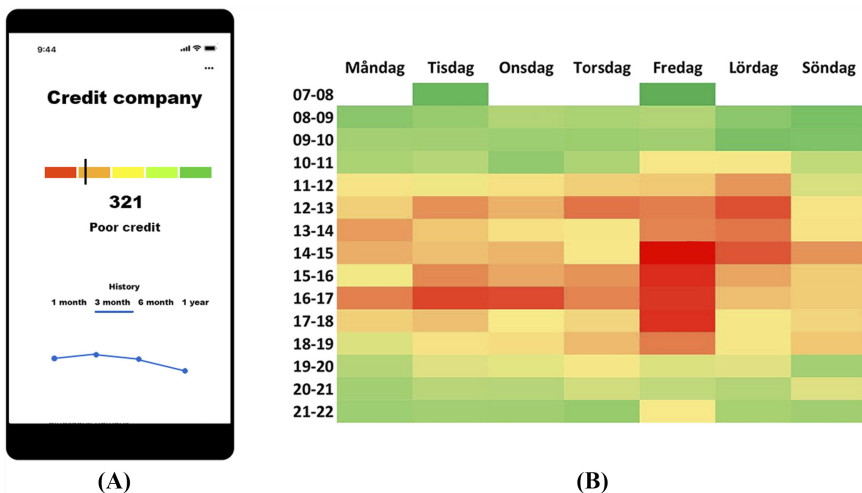 9:44
...
Credit company
321
Poor credit
History
1 month 3 month 6 month 1 year
(A)
Måndag Tisdag Onsdag Torsdag Fredag Lördag Söndag
07-08
08-09
09-10
10-11
11-12
12-13
13-14
14-15
15-16
16-17
17-18
18-19
19-20
20-21
21-22
(B)